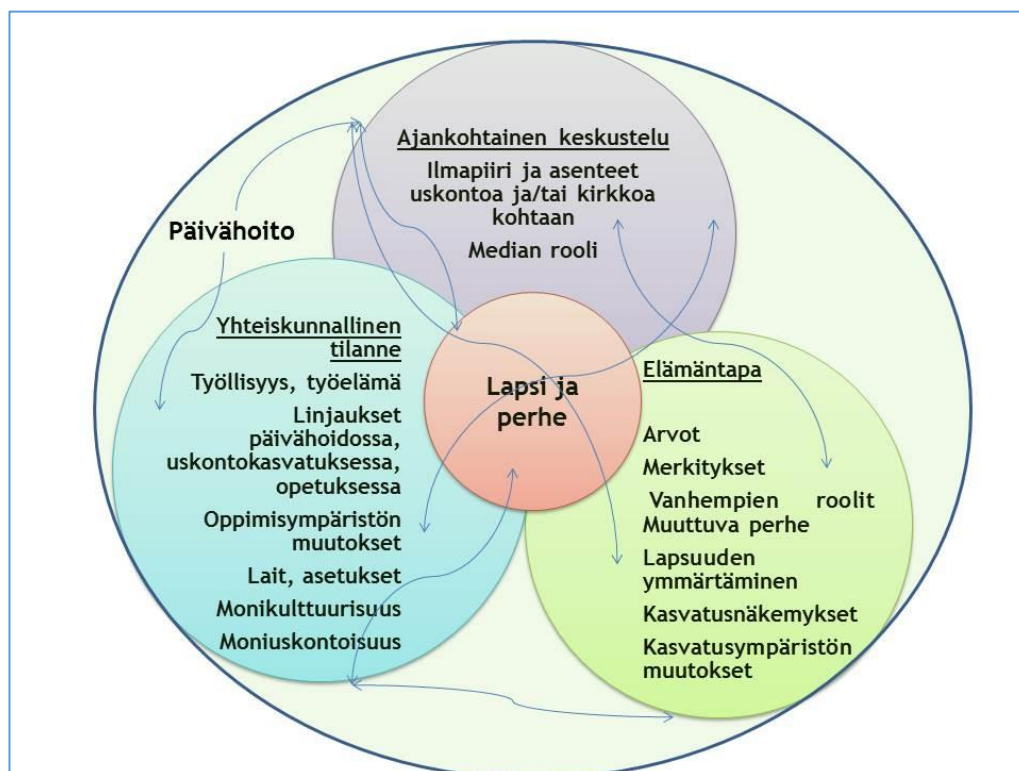 Ajankohtainen keskustelu
Ilmapiiri ja asenteet
uskontoa ja/tai kirkkoa
kohtaan
Median rooli
Päivähoito
Yhteiskunnallinen
tilanne
Työllisyys, työelämä
Linjaukset
päivähoidossa,
uskontokasvatuksessa,
opetuksessa
Oppimisympäristön
muutokset
Lait, asetukset
Monikulttuurisuus
Moniuskontoisuus
Lapsi ja
perhe
Elämäntapa
Arvot
Merkitykset
Vanhempien roolit
Muuttuva perhe
Lapsuuden
ymmärtäminen
Kasvatusnäkemykset
Kasvatusympäristön
muutokset